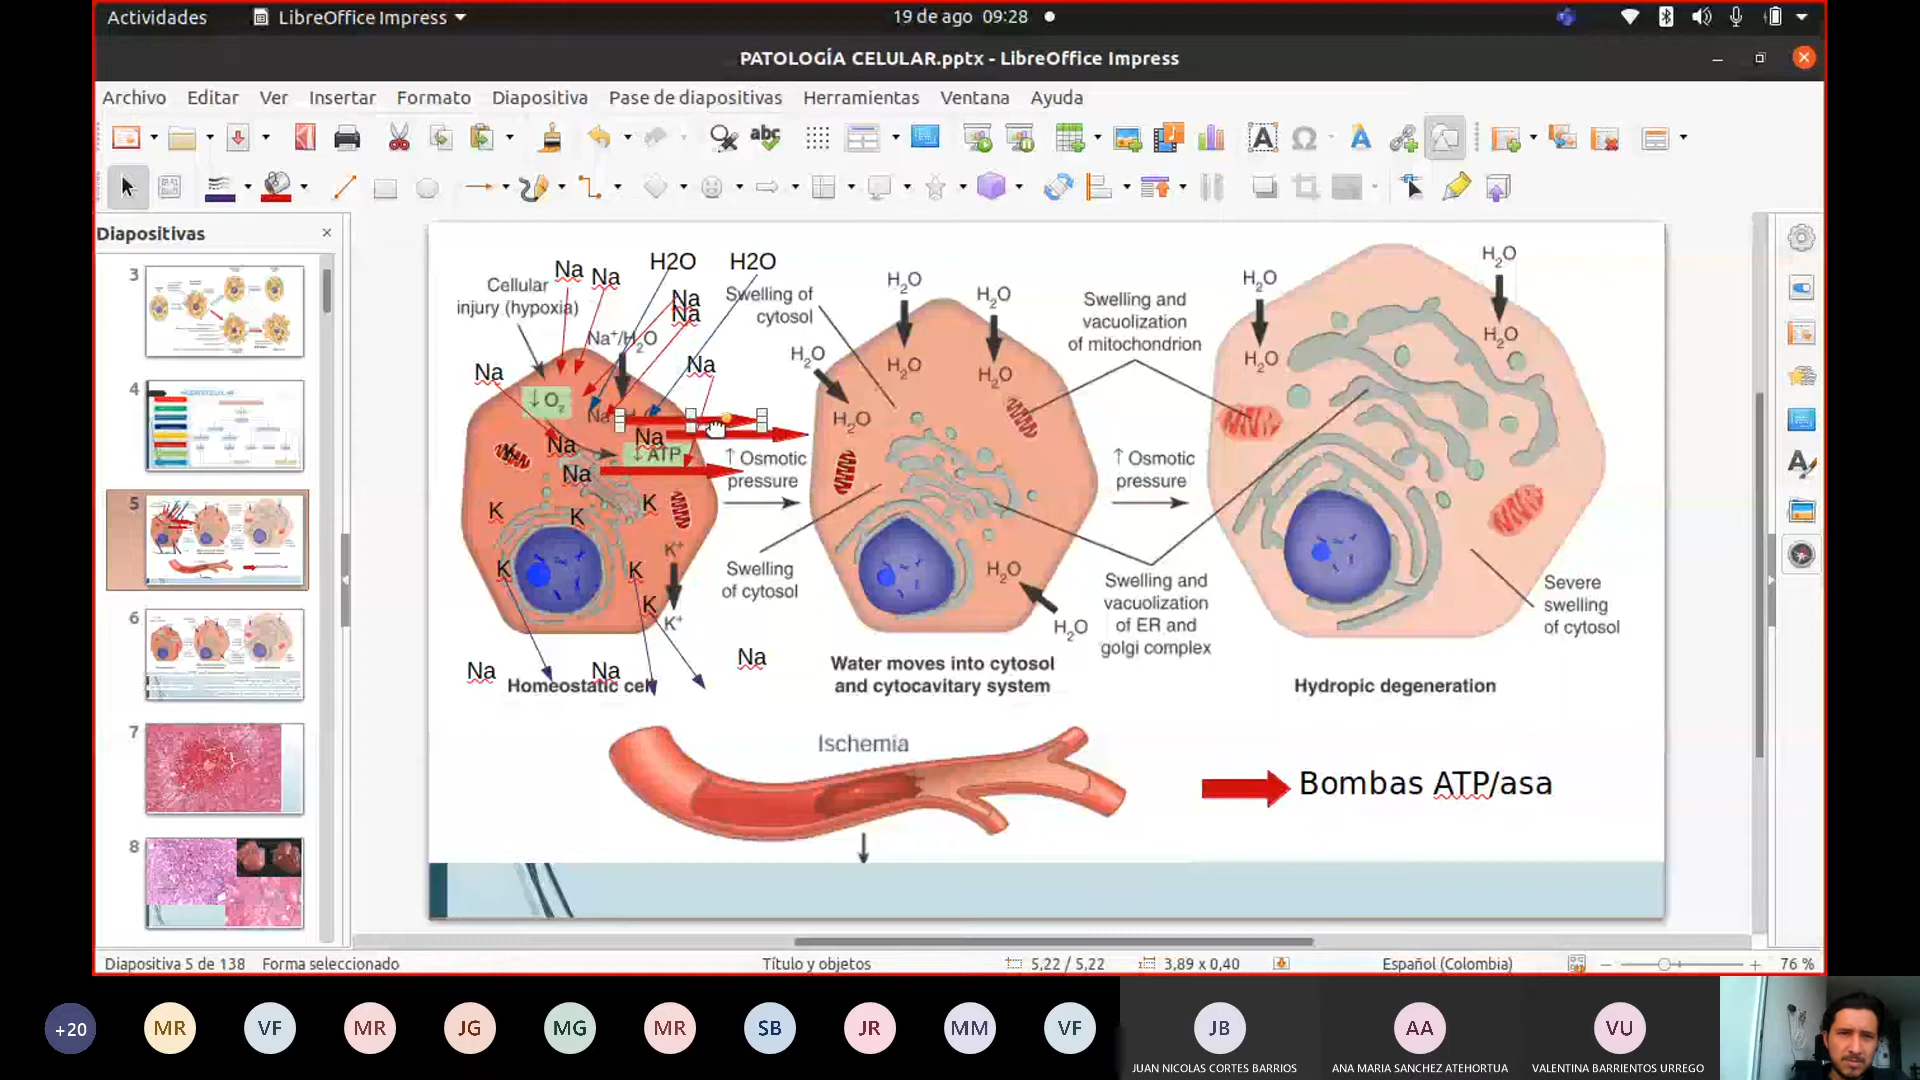 Actividades
LibreOffice Impress
19 de ago 09:28
PATOLOGÍA CELULAR.pptx - LibreOffice Impress
Archivo Editar Ver Insertar Formato Diapositiva Pase de diapositivas Herramientas Ventana Ayuda
Diapositivas
3
4
5
6
7
8
Cellular
injury (hypoxia)
Na
Na
H2O
H2O
Na
Na
Na⁺/H₂O
Na
Na
↓O₂
Na
↓ATP
Na
Na
K
K
K
K
K
K
K
K⁺
K⁺
Na
Na
Na
Homeostatic cell
Swelling of
cytosol
↑ Osmotic
pressure
Swelling
of cytosol
H₂O
H₂O
H₂O
H₂O
H₂O
H₂O
H₂O
H₂O
Water moves into cytosol
and cytocavitary system
Swelling and
vacuolization
of mitochondrion
↑ Osmotic
pressure
Swelling and
vacuolization
of ER and
golgi complex
H₂O
H₂O
H₂O
H₂O
Severe
swelling
of cytosol
Hydropic degeneration
Ischemia
Bombas ATP/asa
Diapositiva 5 de 138
Forma seleccionado
Título y objetos
5,22 / 5,22
3,89 x 0,40
Español (Colombia)
76 %
+20
MR
VF
MR
JG
MG
MR
SB
JR
MM
VF
JB
AA
VU
JUAN NICOLAS CORTES BARRIOS
ANA MARIA SANCHEZ ATEHORTUA
VALENTINA BARRIENTOS URREGO